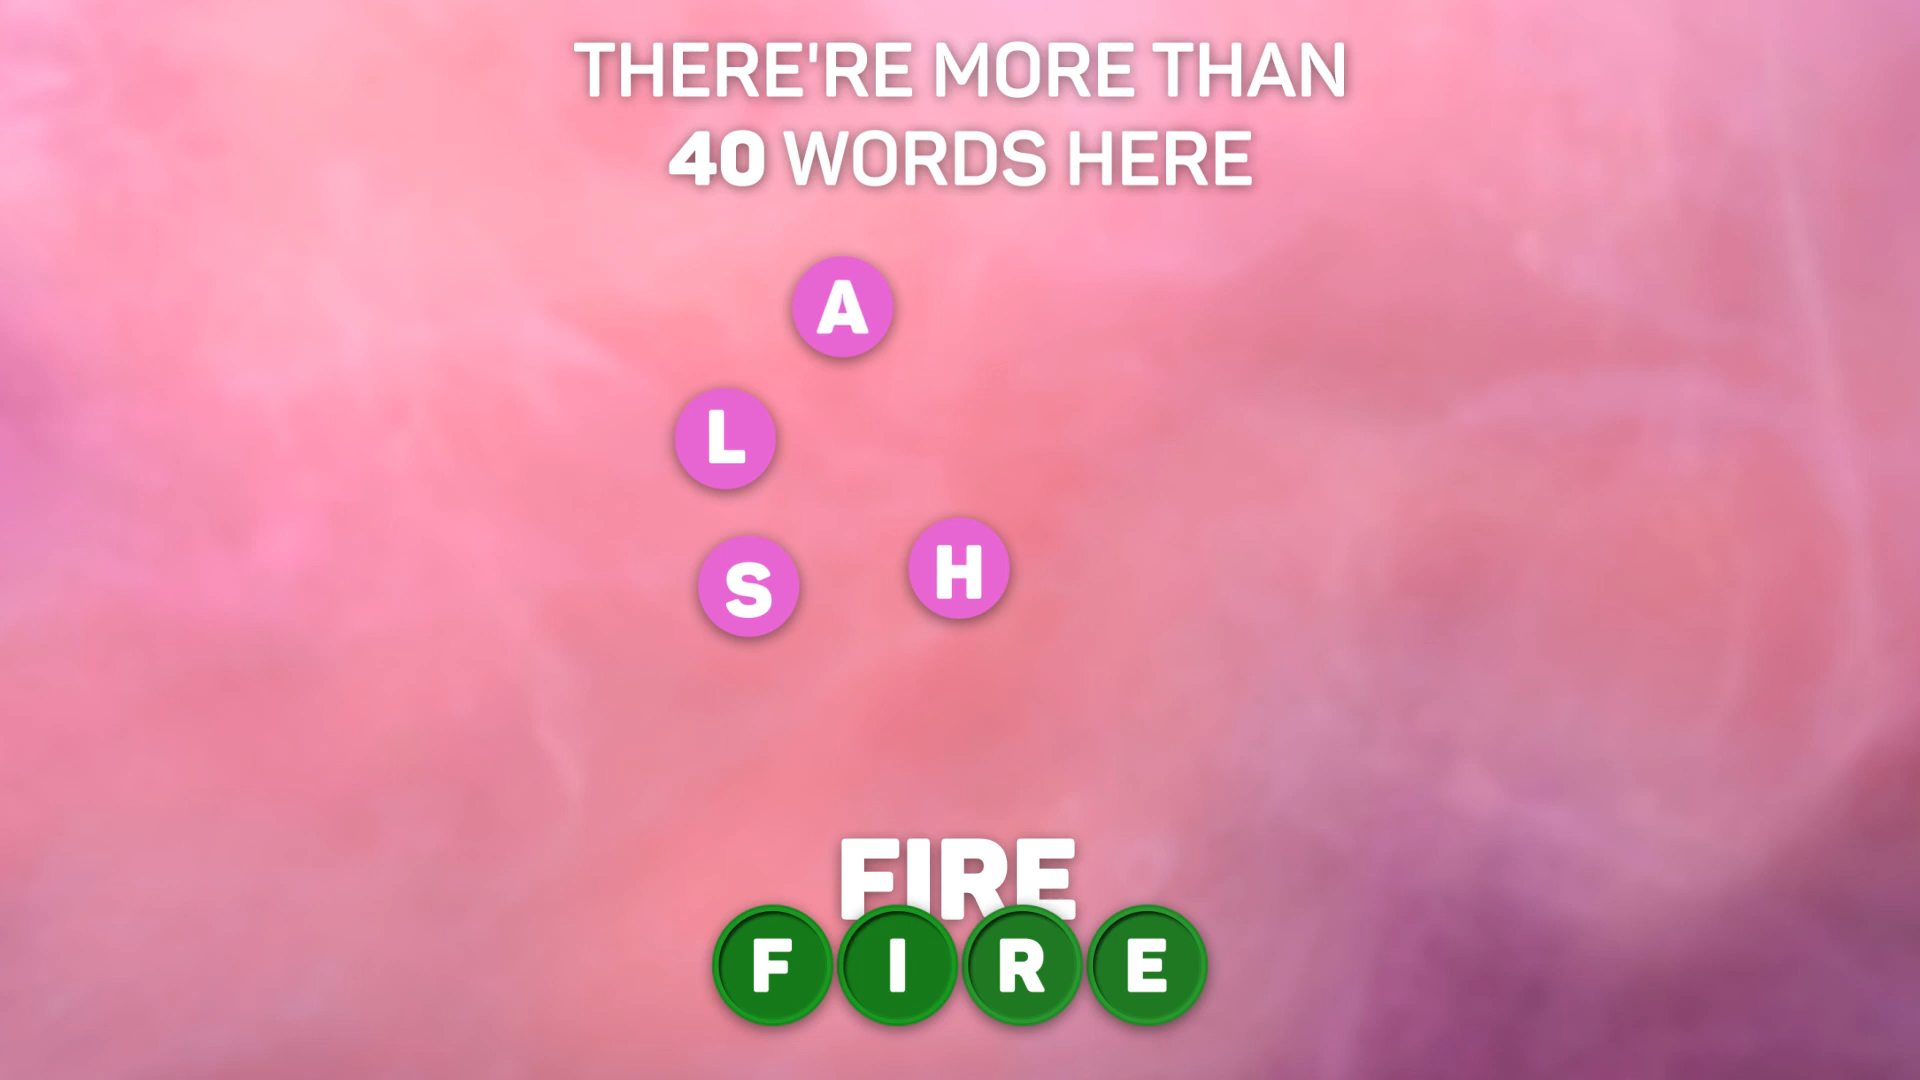 THERE'RE MORE THAN
40 WORDS HERE
A
L
S H
FIRE
F I R E